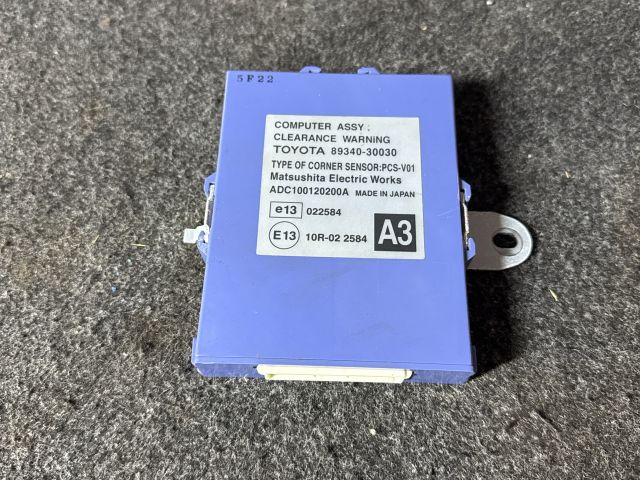 5F22
COMPUTER ASSY ;
CLEARANCE WARNING
TOYOTA 89340-30030
TYPE OF CORNER SENSOR:PCS-V01
Matsushita Electric Works
ADC100120200A MADE IN JAPAN
e13 022584
E13 10R-02 2584 A3